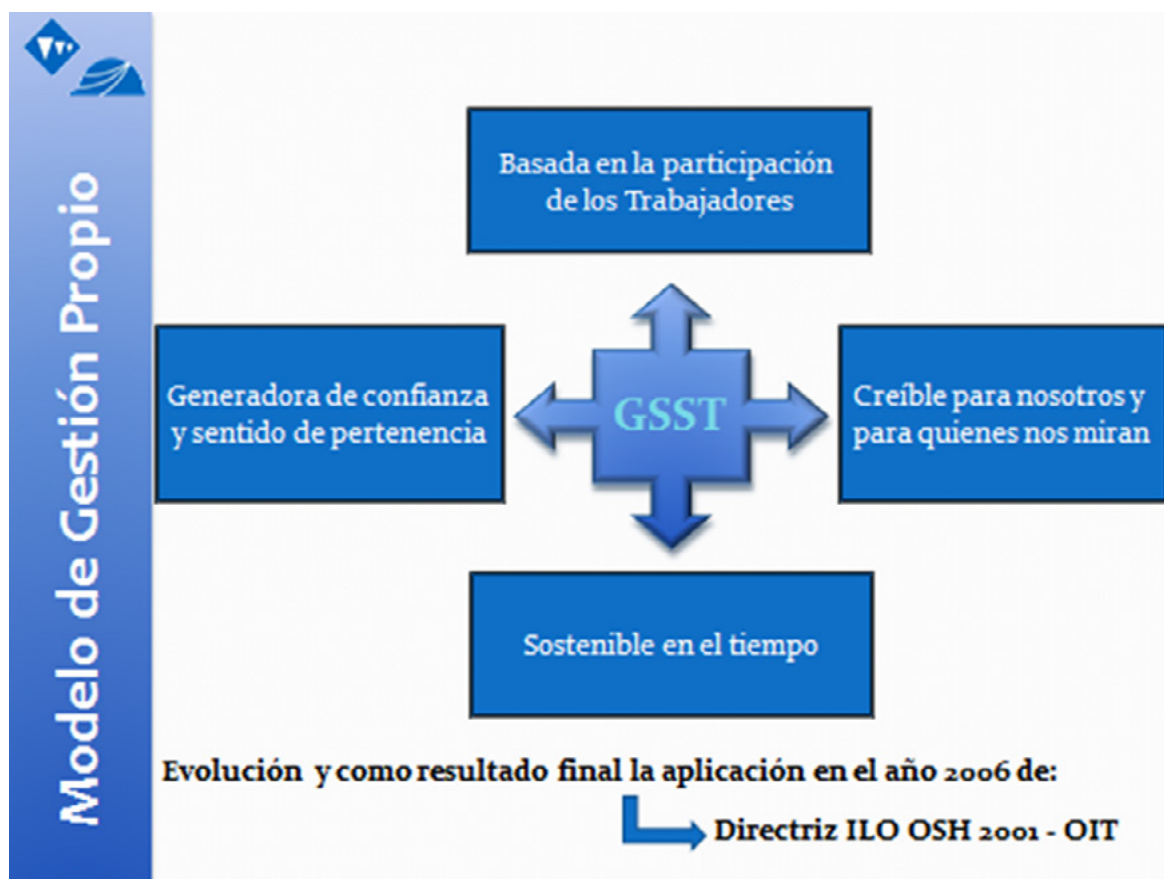 Modelo de Gestión Propio
Basada en la participación
de los Trabajadores
Generadora de confianza
y sentido de pertenencia
GSST
Creíble para nosotros y
para quienes nos miran
Sostenible en el tiempo
Evolución y como resultado final la aplicación en el año 2006 de:
Directriz ILO OSH 2001 - OIT